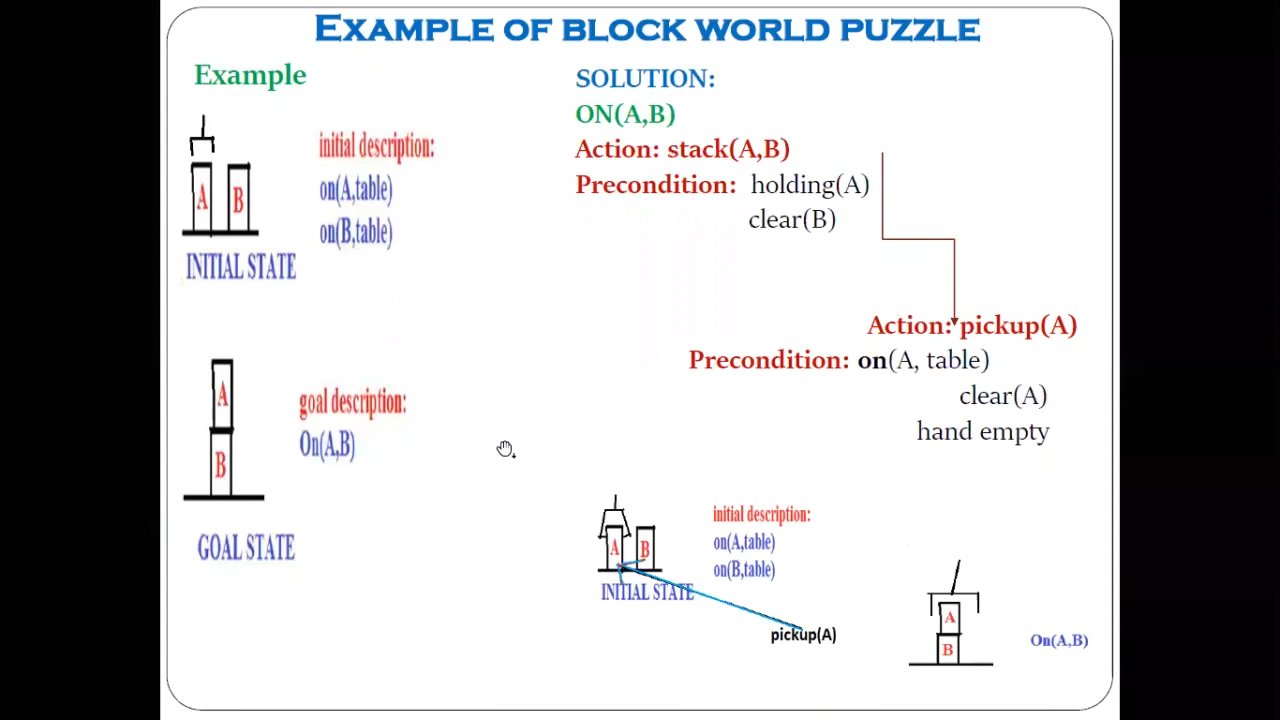 EXAMPLE OF BLOCK WORLD PUZZLE
Example
A B
INITIAL STATE
initial description:
on(A,table)
on(B,table)
A
B
GOAL STATE
goal description:
On(A,B)
SOLUTION:
ON(A,B)
Action: stack(A,B)
Precondition: holding(A)
clear(B)
Action: pickup(A)
Precondition: on(A, table)
clear(A)
hand empty
A B
INITIAL STATE
initial description:
on(A,table)
on(B,table)
pickup(A)
A
B
On(A,B)